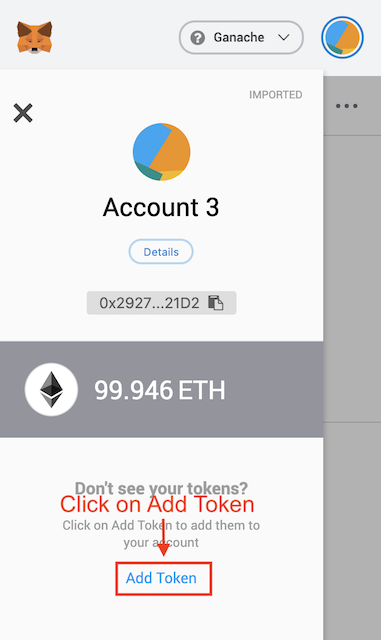 Ganache
IMPORTED
Account 3
Details
0x2927...21D2
99.946 ETH
Don't see your tokens?
Click on Add Token
Click on Add Token to add them to
your account
Add Token